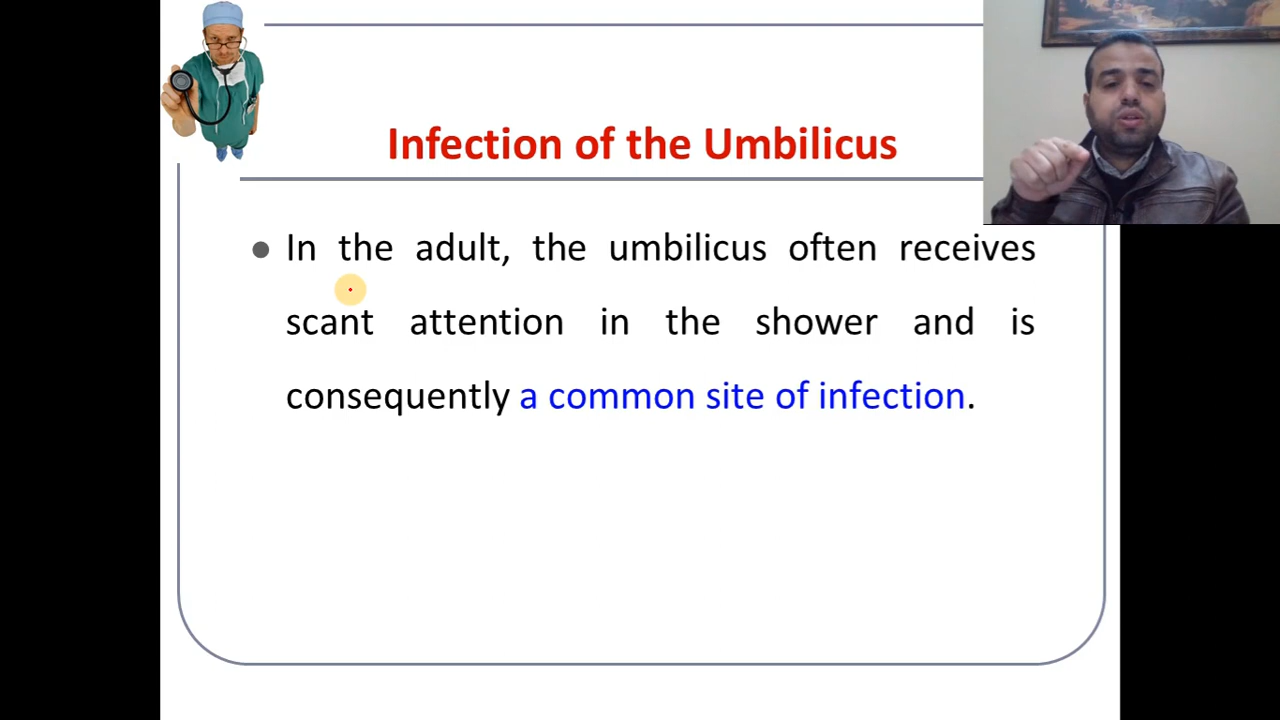 Infection of the Umbilicus
In the adult, the umbilicus often receives
scant attention in the shower and is
consequently a common site of infection.